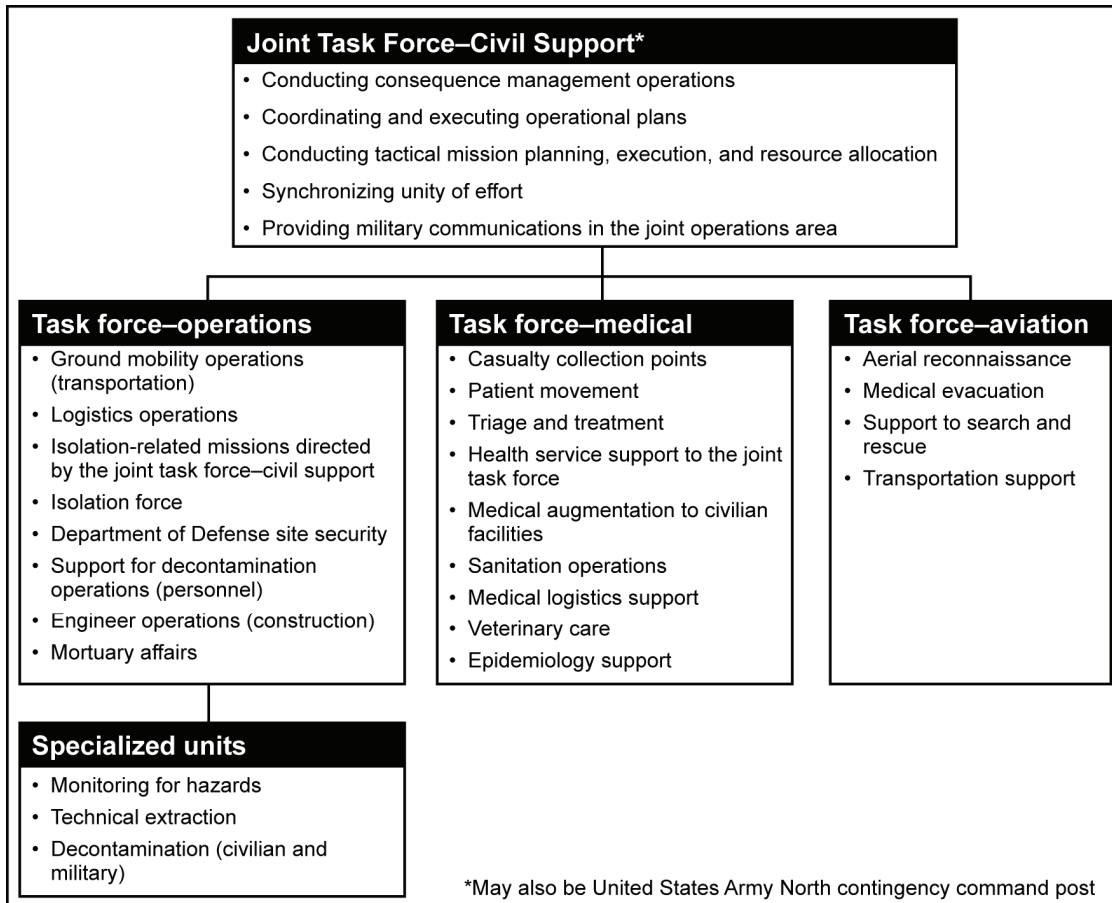 Joint Task Force–Civil Support*
• Conducting consequence management operations
• Coordinating and executing operational plans
• Conducting tactical mission planning, execution, and resource allocation
• Synchronizing unity of effort
• Providing military communications in the joint operations area
Task force–operations
• Ground mobility operations
(transportation)
• Logistics operations
• Isolation-related missions directed
by the joint task force–civil support
• Isolation force
• Department of Defense site security
• Support for decontamination
operations (personnel)
• Engineer operations (construction)
• Mortuary affairs
Task force–medical
• Casualty collection points
• Patient movement
• Triage and treatment
• Health service support to the joint
task force
• Medical augmentation to civilian
facilities
• Sanitation operations
• Medical logistics support
• Veterinary care
• Epidemiology support
Task force–aviation
• Aerial reconnaissance
• Medical evacuation
• Support to search and
rescue
• Transportation support
Specialized units
• Monitoring for hazards
• Technical extraction
• Decontamination (civilian and
military)
*May also be United States Army North contingency command post